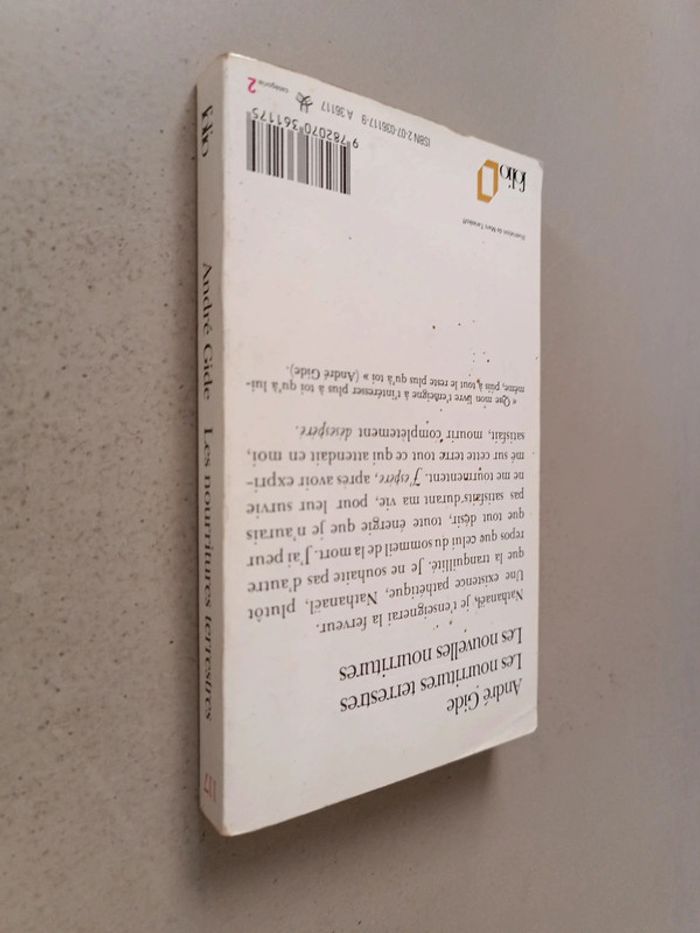 André Gide
Les nourritures terrestres
Les nouvelles nourritures
Nathanaël, je t'enseignerai la ferveur.
Une existence pathétique, Nathanaël, plutôt
que la tranquillité. Je ne souhaite pas d'autre
repos que celui du sommeil de la mort. J'ai peur
que tout désir, toute énergie que je n'aurais
pas satisfaits durant ma vie, pour leur survie
ne me tourmentent. J'espère, après avoir expri-
mé sur cette terre tout ce qui attendait en moi,
satisfait, mourir complètement désespéré.
« Que mon livre t'enseigne à t'intéresser plus à toi qu'à lui-
même, puis à tout le reste plus qu'à toi » (André Gide).
Illustration de Marc Taraskoff
folio
9 782070 361175
ISBN 2-07-036117-9 A 36117 catégorie 2
folio André Gide Les nourritures terrestres 117